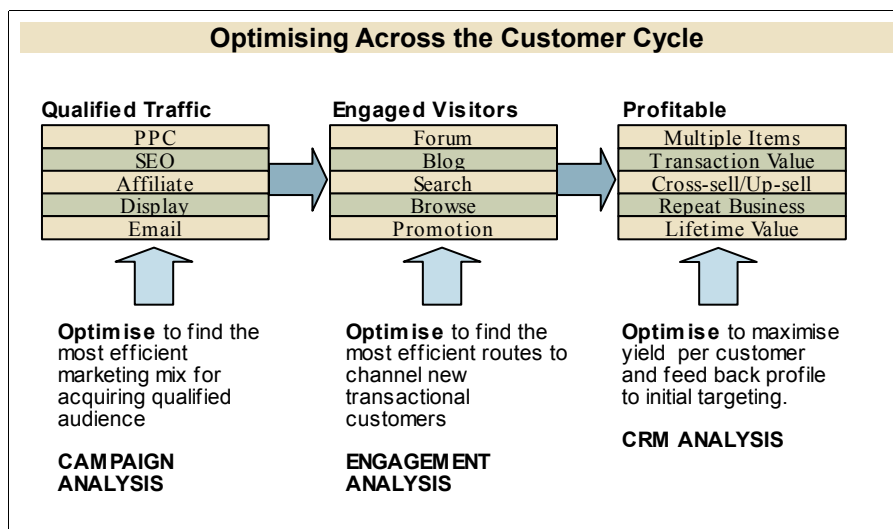 Optimising Across the Customer Cycle
Qualified Traffic
PPC
SEO
Affiliate
Display
Email
Optimise to find the
most efficient
marketing mix for
acquiring qualified
audience
CAMPAIGN
ANALYSIS
Engaged Visitors
Forum
Blog
Search
Browse
Promotion
Optimise to find the
most efficient routes to
channel new
transactional
customers
ENGAGEMENT
ANALYSIS
Profitable
Multiple Items
Transaction Value
Cross-sell/Up-sell
Repeat Business
Lifetime Value
Optimise to maximise
yield per customer
and feed back profile
to initial targeting.
CRM ANALYSIS